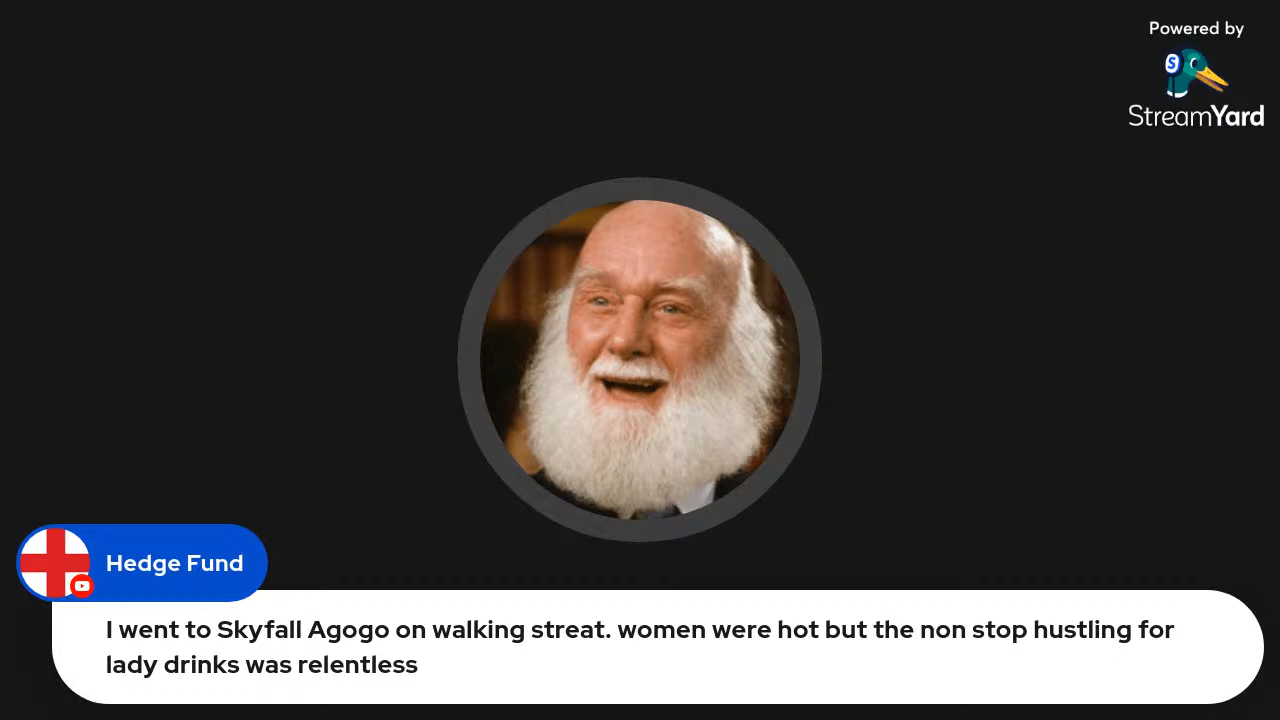 Powered by
S
StreamYard
Hedge Fund
I went to Skyfall Agogo on walking streat. women were hot but the non stop hustling for
lady drinks was relentless